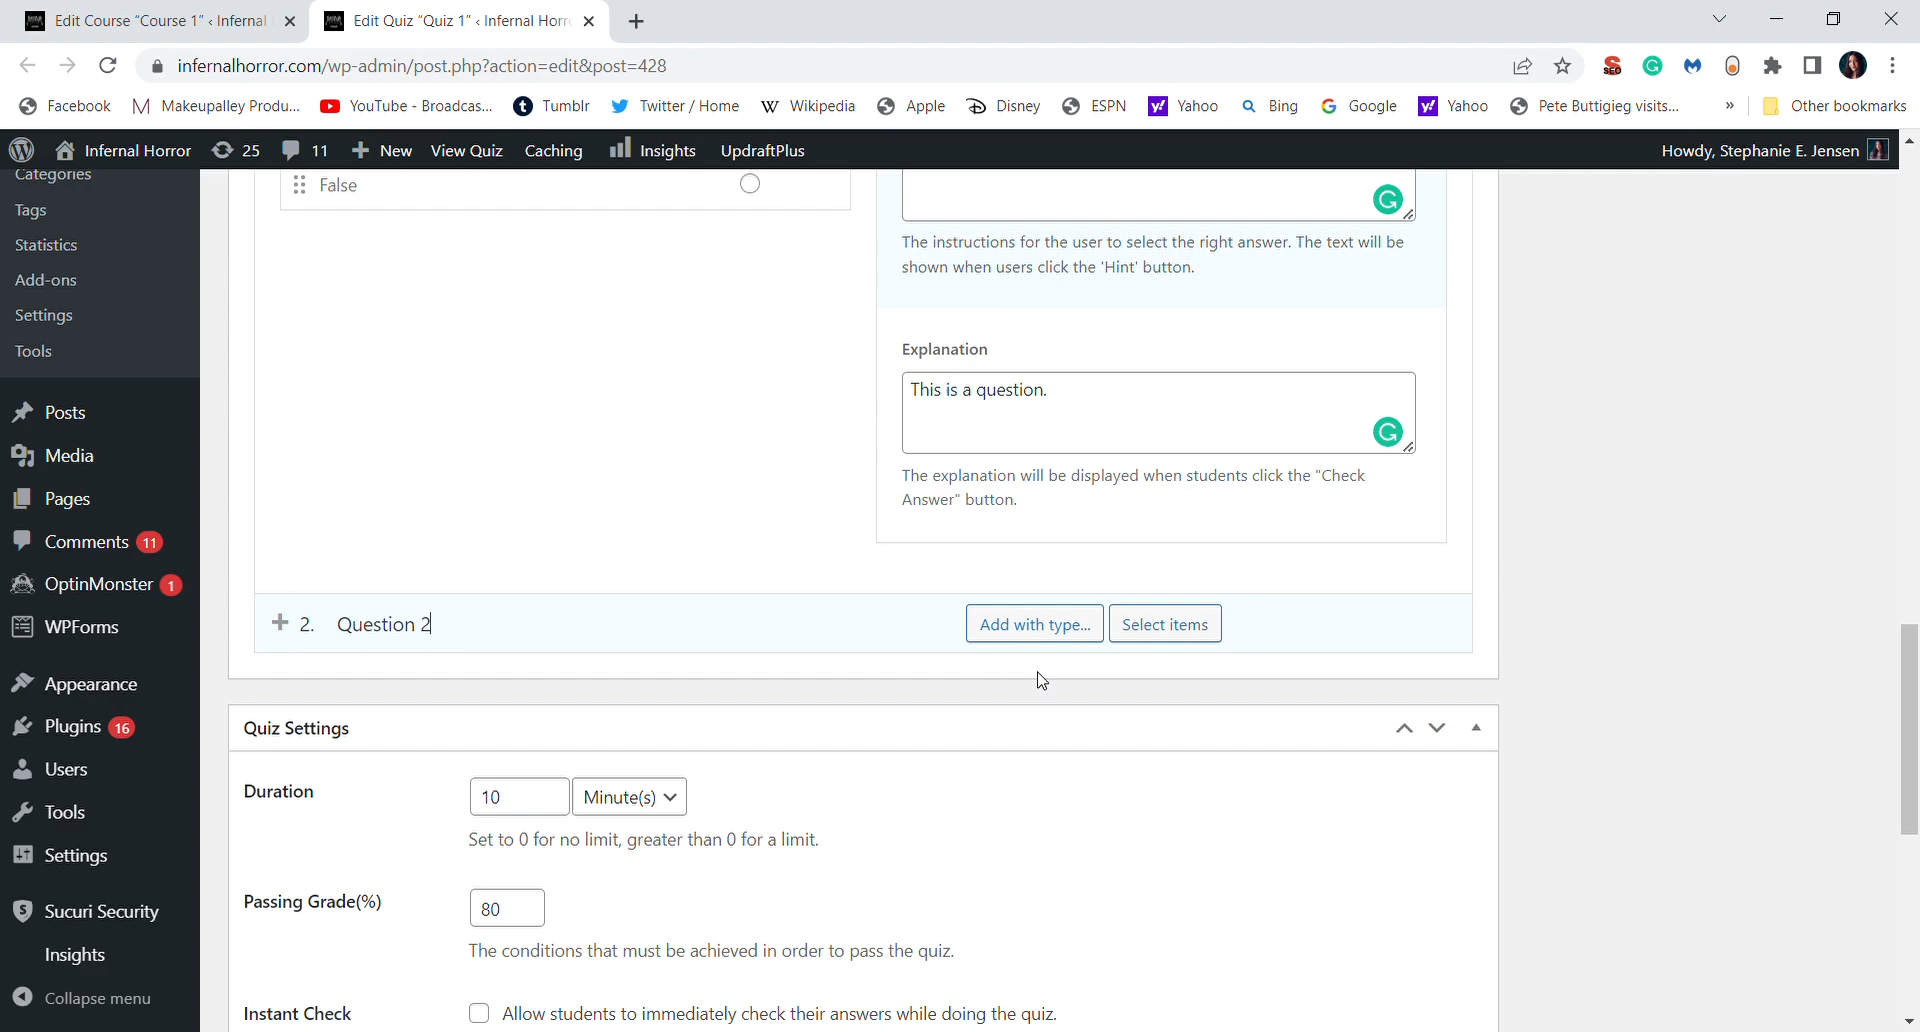 Edit Course “Course 1” ‹ Infernal
Edit Quiz “Quiz 1” ‹ Infernal Horr
infernalhorror.com/wp-admin/post.php?action=edit&post=428
SEO
Facebook
Makeupalley Produ...
YouTube - Broadcas...
Tumblr
Twitter / Home
Wikipedia
Apple
Disney
ESPN
Yahoo
Bing
Google
Yahoo
Pete Buttigieg visits...
»
Other bookmarks
Infernal Horror
25
11
New
View Quiz
Caching
Insights
UpdraftPlus
Howdy, Stephanie E. Jensen
Categories
Tags
Statistics
Add-ons
Settings
Tools
Posts
Media
Pages
Comments 11
OptinMonster 1
WPForms
Appearance
Plugins 16
Users
Tools
Settings
Sucuri Security
Insights
Collapse menu
False
The instructions for the user to select the right answer. The text will be
shown when users click the 'Hint' button.
Explanation
This is a question.
The explanation will be displayed when students click the "Check
Answer" button.
2. Question 2
Add with type...
Select items
Quiz Settings
Duration
10
Minute(s)
Set to 0 for no limit, greater than 0 for a limit.
Passing Grade(%)
80
The conditions that must be achieved in order to pass the quiz.
Instant Check
Allow students to immediately check their answers while doing the quiz.